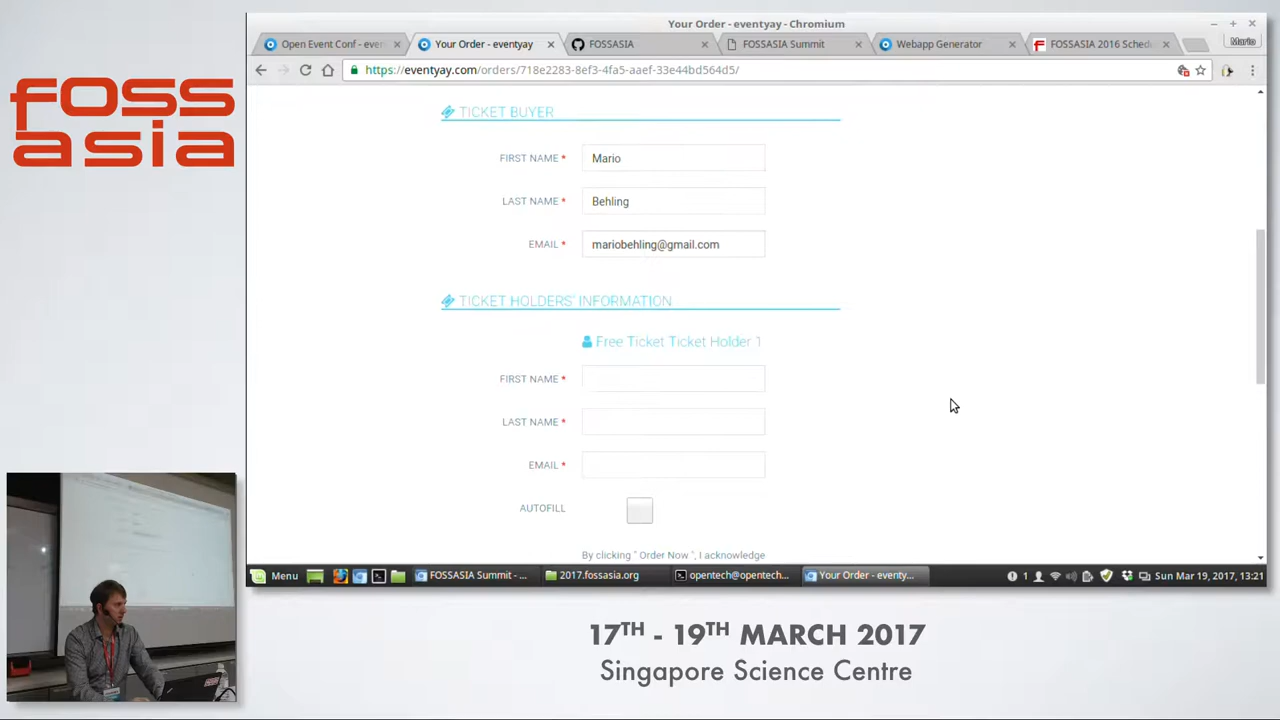 Your Order - eventyay - Chromium
Open Event Conf - even
Your Order - eventyay
FOSSASIA
FOSSASIA Summit
Webapp Generator
FOSSASIA 2016 Sched
Mario
https://eventyay.com/orders/718e2283-8ef3-4fa5-aaef-33e44bd564d5/
foss
asia
TICKET BUYER
FIRST NAME *
Mario
LAST NAME *
Behling
EMAIL *
mariobehling@gmail.com
TICKET HOLDERS' INFORMATION
Free Ticket Ticket Holder 1
FIRST NAME *
LAST NAME *
EMAIL *
AUTOFILL
By clicking " Order Now ", I acknowledge
Menu
FOSSASIA Summit - ...
2017.fossasia.org
opentech@opentech...
Your Order - eventy...
1
Sun Mar 19, 2017, 13:21
17TH - 19TH MARCH 2017
Singapore Science Centre